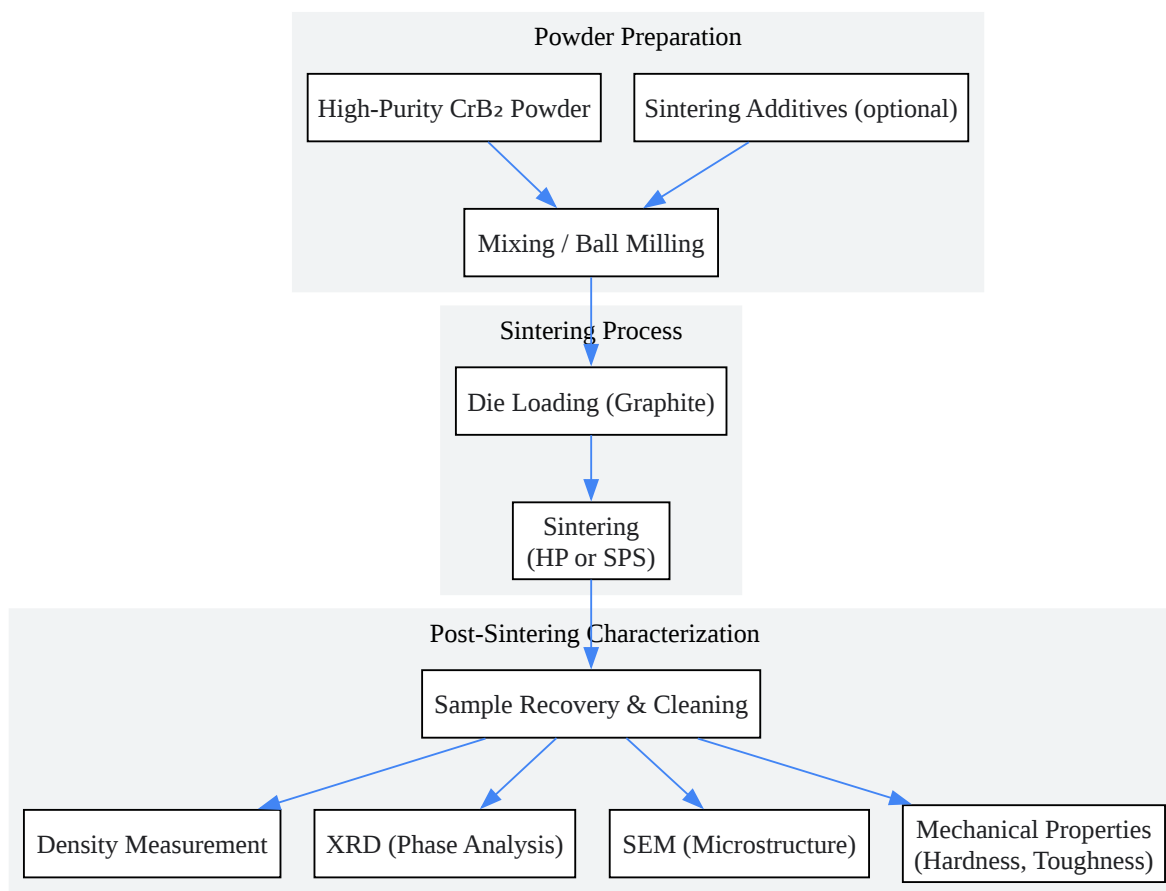 Powder Preparation
High-Purity CrB₂ Powder
Sintering Additives (optional)
Mixing / Ball Milling
Sintering Process
Die Loading (Graphite)
Sintering
(HP or SPS)
Post-Sintering Characterization
Sample Recovery & Cleaning
Density Measurement
XRD (Phase Analysis)
SEM (Microstructure)
Mechanical Properties
(Hardness, Toughness)